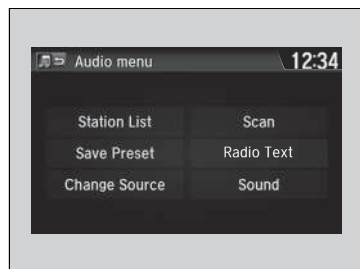 Audio menu 12:34
Station List Scan
Save Preset Radio Text
Change Source Sound